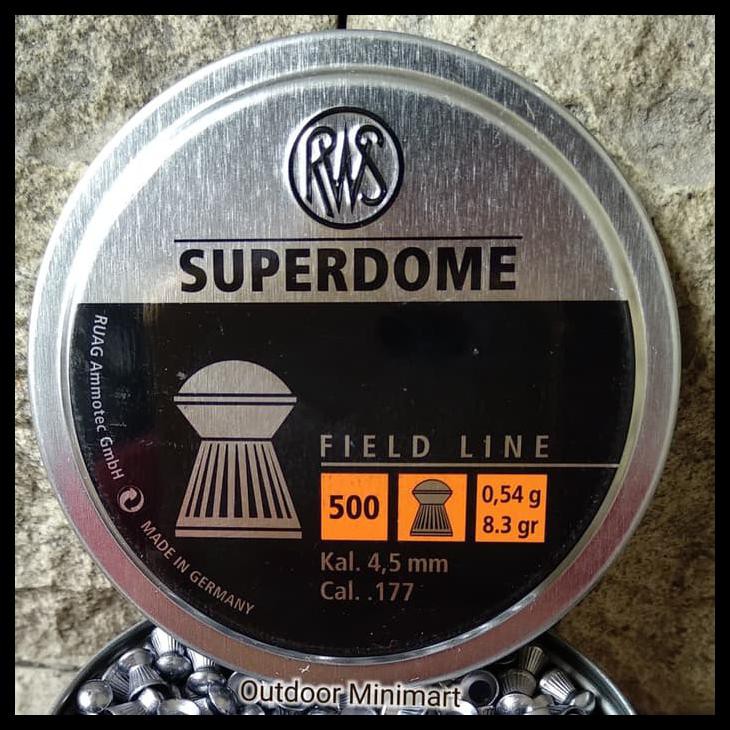 RWS
SUPERDOME
RUAG Ammotec GmbH
MADE IN GERMANY
FIELD LINE
500
0,54 g
8.3 gr
Kal. 4,5 mm
Cal. .177
Outdoor Minimart